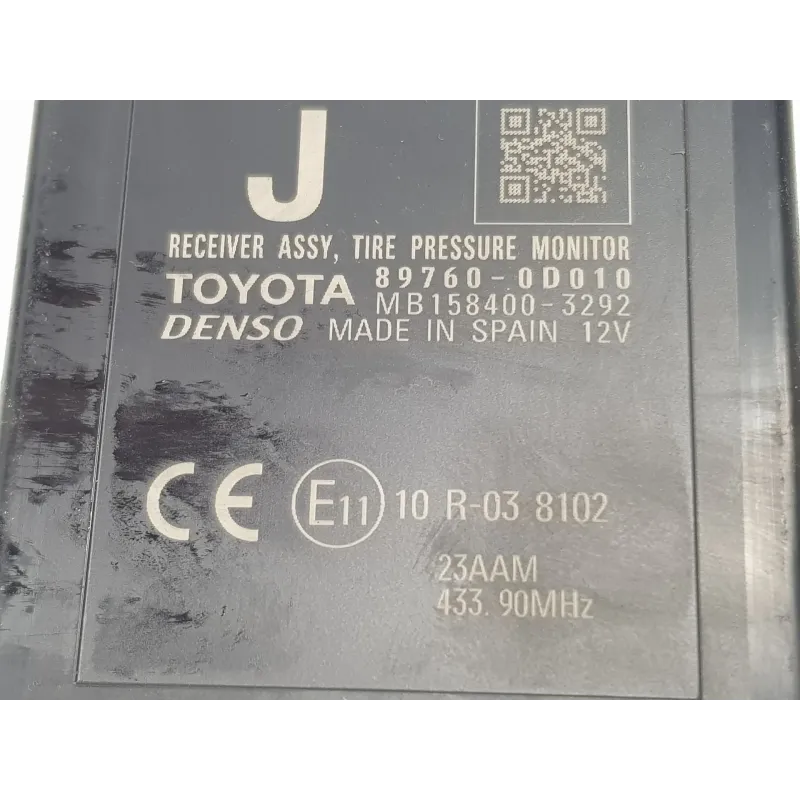 J
RECEIVER ASSY, TIRE PRESSURE MONITOR
TOYOTA 89760-0D010
MB158400-3292
DENSO MADE IN SPAIN 12V
CE E11 10 R-03 8102
23AAM
433.90MHz